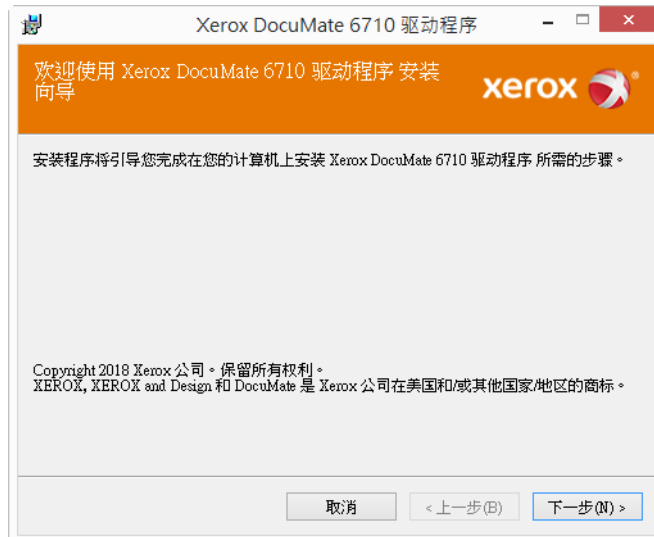 Xerox DocuMate 6710 驱动程序
欢迎使用 Xerox DocuMate 6710 驱动程序 安装
向导
xerox
安装程序将引导您完成在您的计算机上安装 Xerox DocuMate 6710 驱动程序 所需的步骤。
Copyright 2018 Xerox 公司。保留所有权利。
XEROX, XEROX and Design 和 DocuMate 是 Xerox 公司在美国和/或其他国家/地区的商标。
取消
<上一步(B)
下一步(N) >